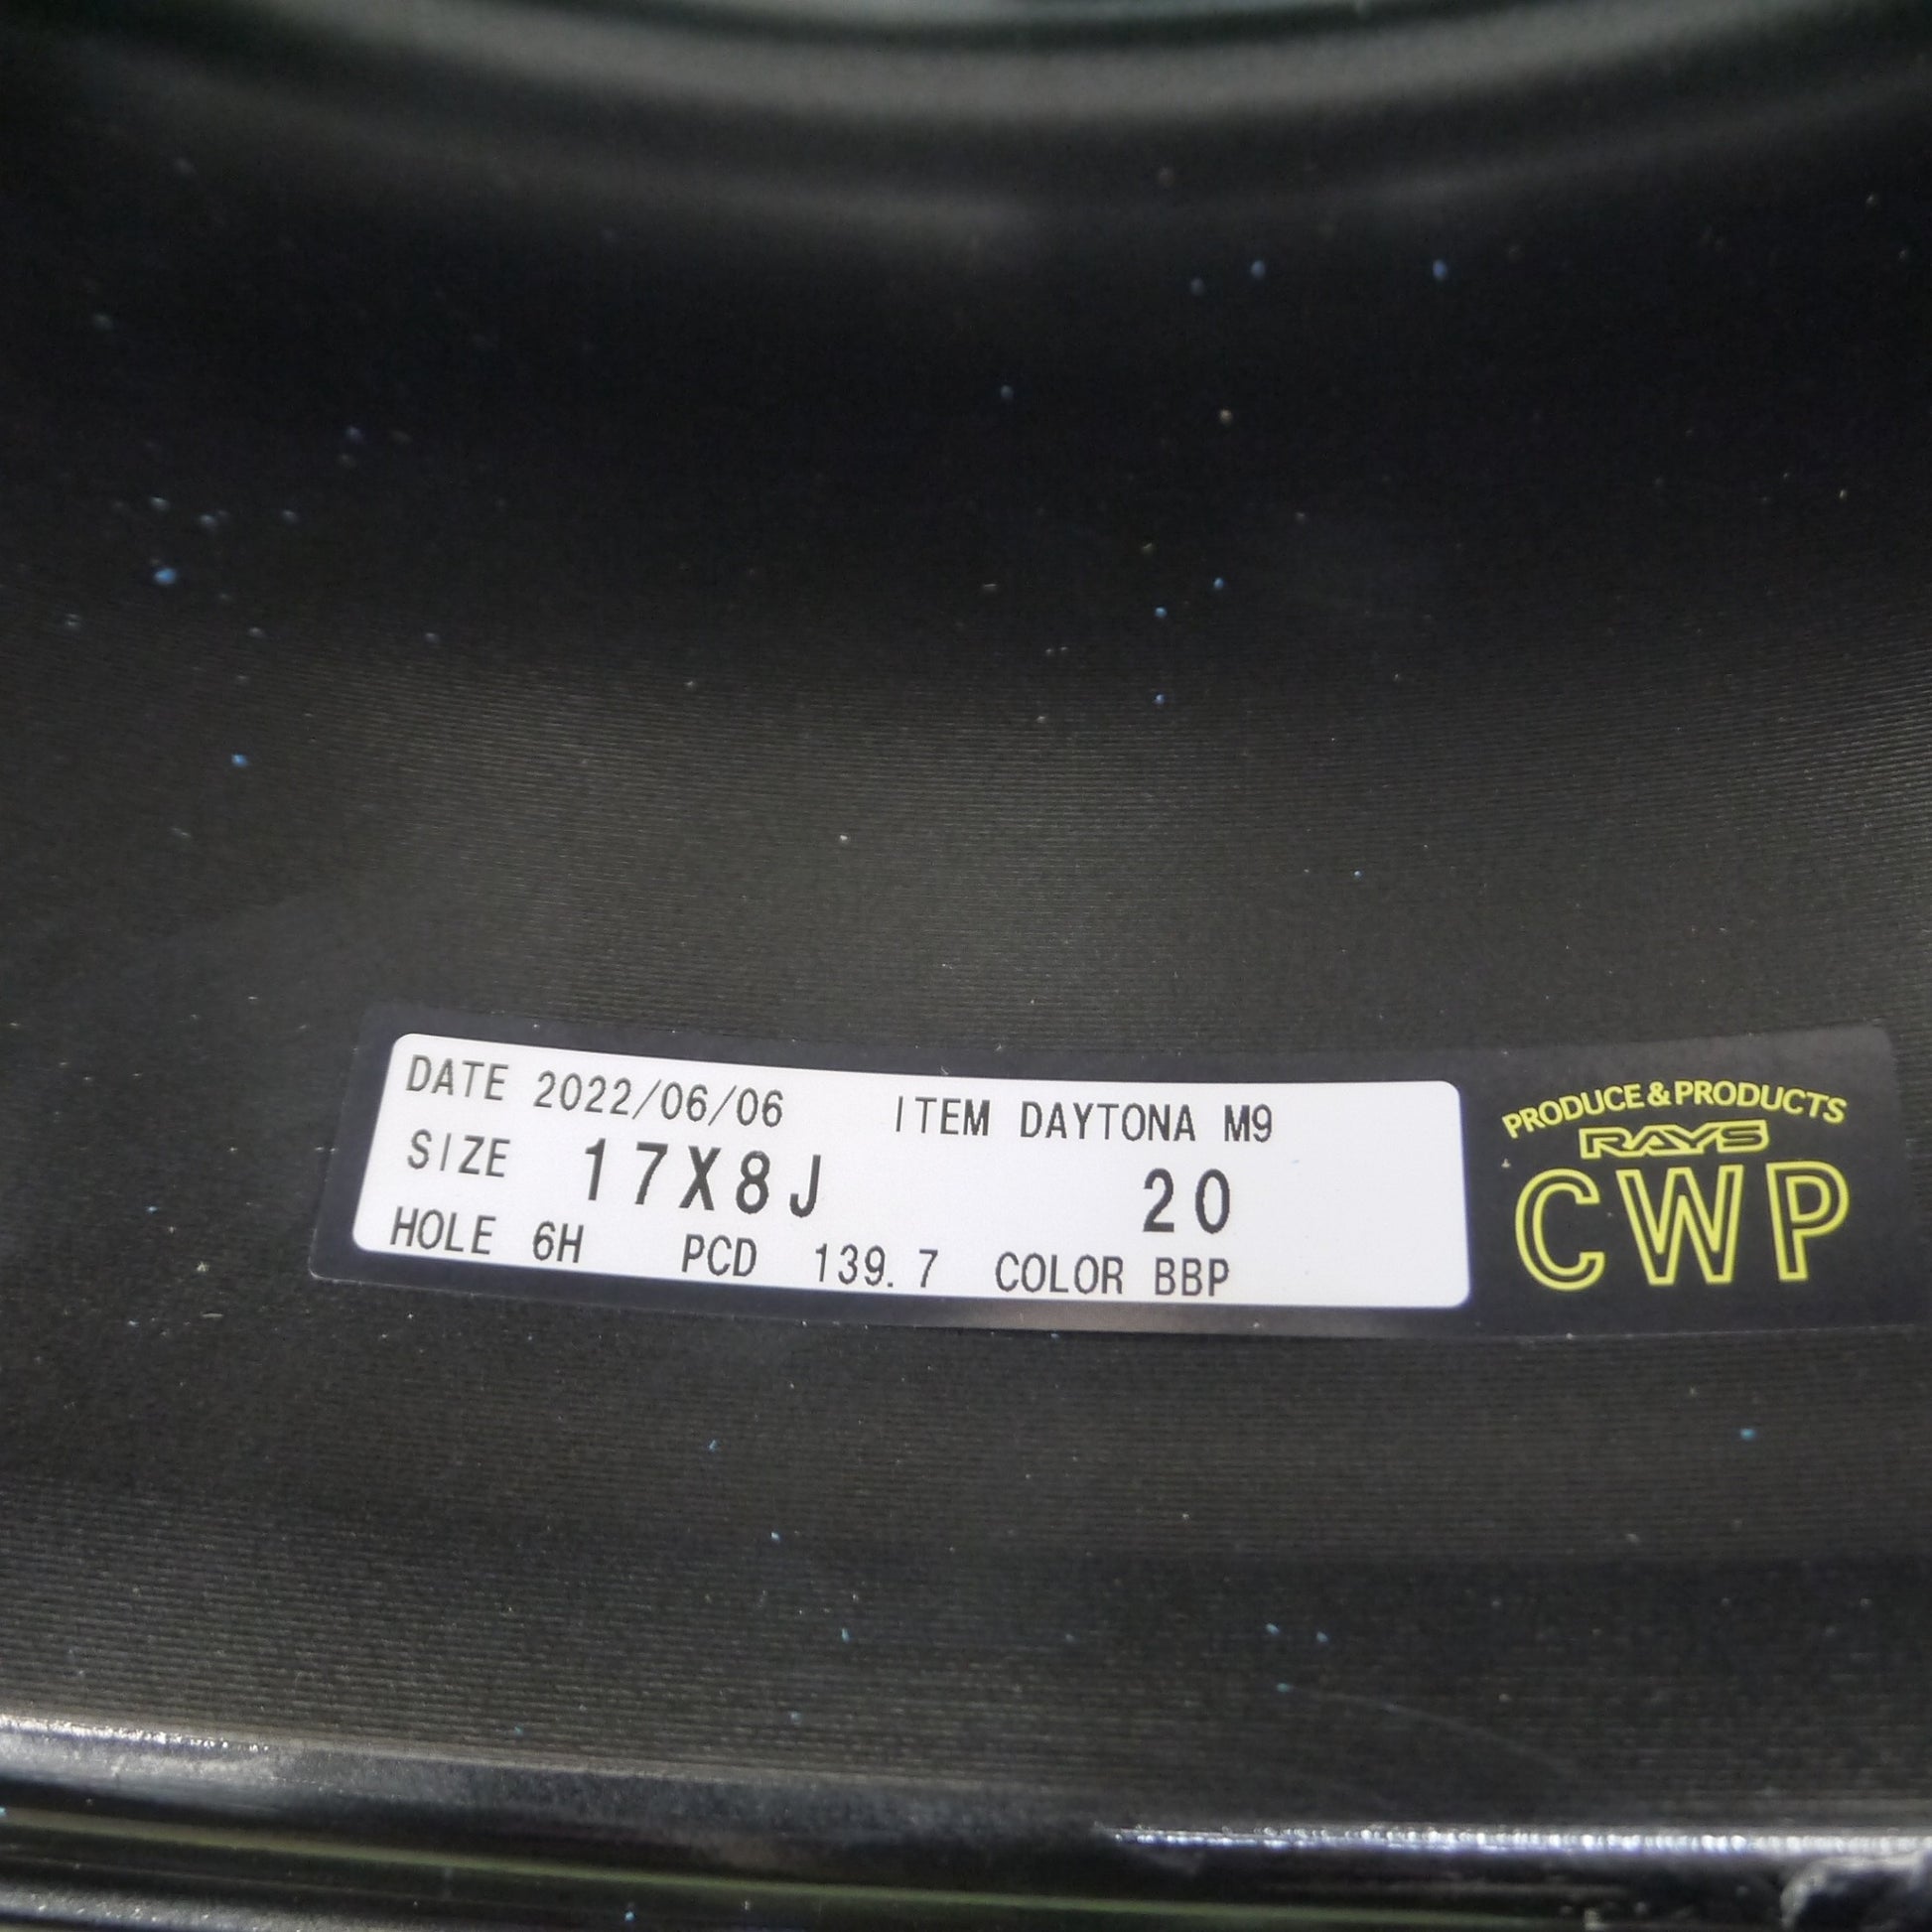 DATE 2022/06/06 ITEM DAYTONA M9
SIZE 17X8J 20
HOLE 6H PCD 139.7 COLOR BBP
PRODUCE&PRODUCTS
RAYS
CWP